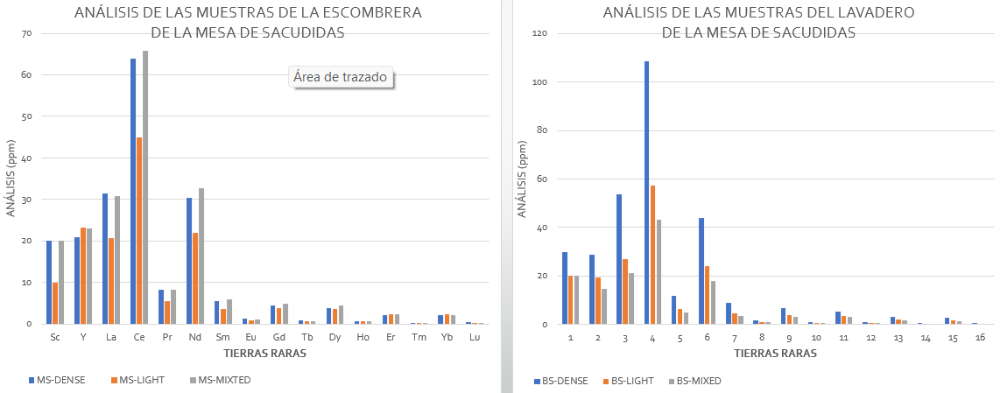 ANÁLISIS DE LAS MUESTRAS DE LA ESCOMBRERA
DE LA MESA DE SACUDIDAS
70
60
50
40
30
20
10
0
ANÁLISIS (ppm)
Área de trazado
Sc Y La Ce Pr Nd Sm Eu Gd Tb Dy Ho Er Tm Yb Lu
TIERRAS RARAS
MS-DENSE MS-LIGHT MS-MIXTED
ANÁLISIS DE LAS MUESTRAS DEL LAVADERO
DE LA MESA DE SACUDIDAS
120
100
80
60
40
20
0
ANÁLISIS (ppm)
1 2 3 4 5 6 7 8 9 10 11 12 13 14 15 16
TIERRAS RARAS
BS-DENSE BS-LIGHT BS-MIXED